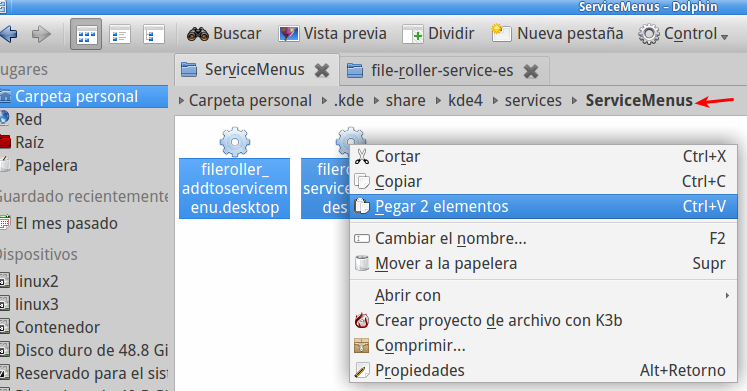 ServiceMenus – Dolphin
Buscar Vista previa Dividir Nueva pestaña Control
ServiceMenus file-roller-service-es
Carpeta personal .kde share kde4 services ServiceMenus
ugares
Carpeta personal
Red
Raíz
Papelera
Guardado recientemente
El mes pasado
Dispositivos
linux2
linux3
Contenedor
Disco duro de 48.8 Gi
Reservado para el sis
fileroller_
addtoservicem
enu.desktop
filero
service
des
Cortar Ctrl+X
Copiar Ctrl+C
Pegar 2 elementos Ctrl+V
Cambiar el nombre... F2
Mover a la papelera Supr
Abrir con
Crear proyecto de archivo con K3b
Comprimir...
Propiedades Alt+Retorno